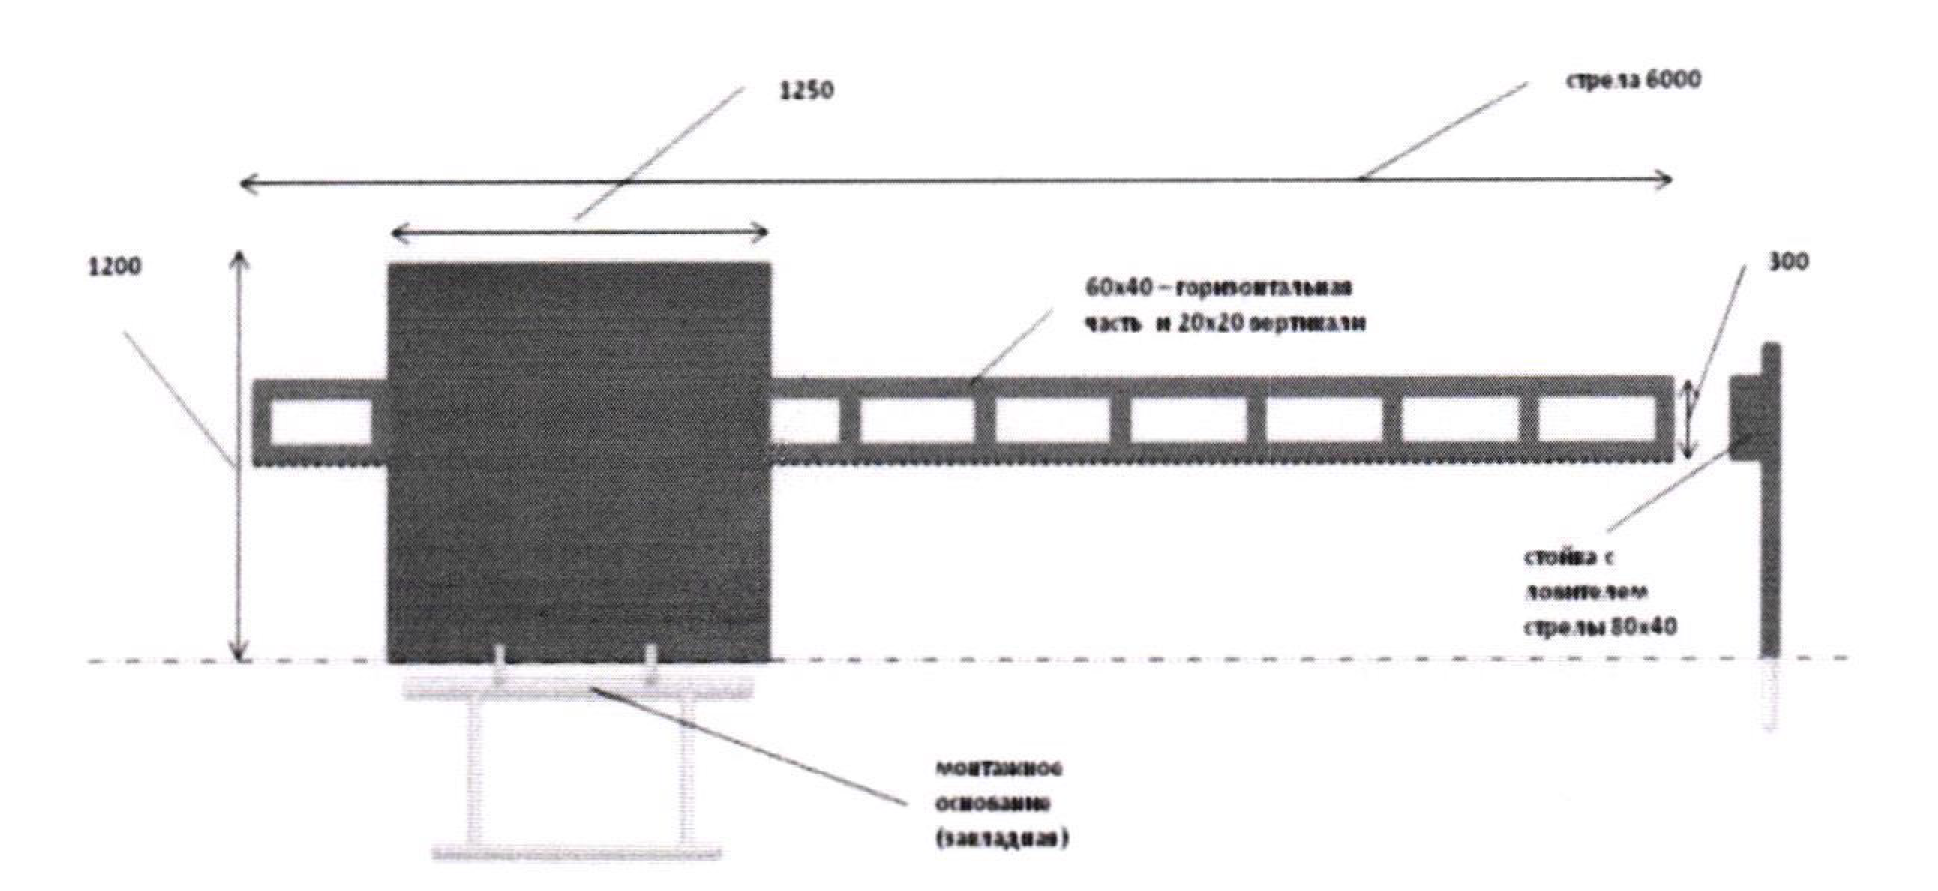 1250
стрела 6000
1200
300
60х40 – горизонтальная
часть и 20х20 вертикали
стойка с
ловителем
стрелы 80х40
монтажное
основание
(закладная)